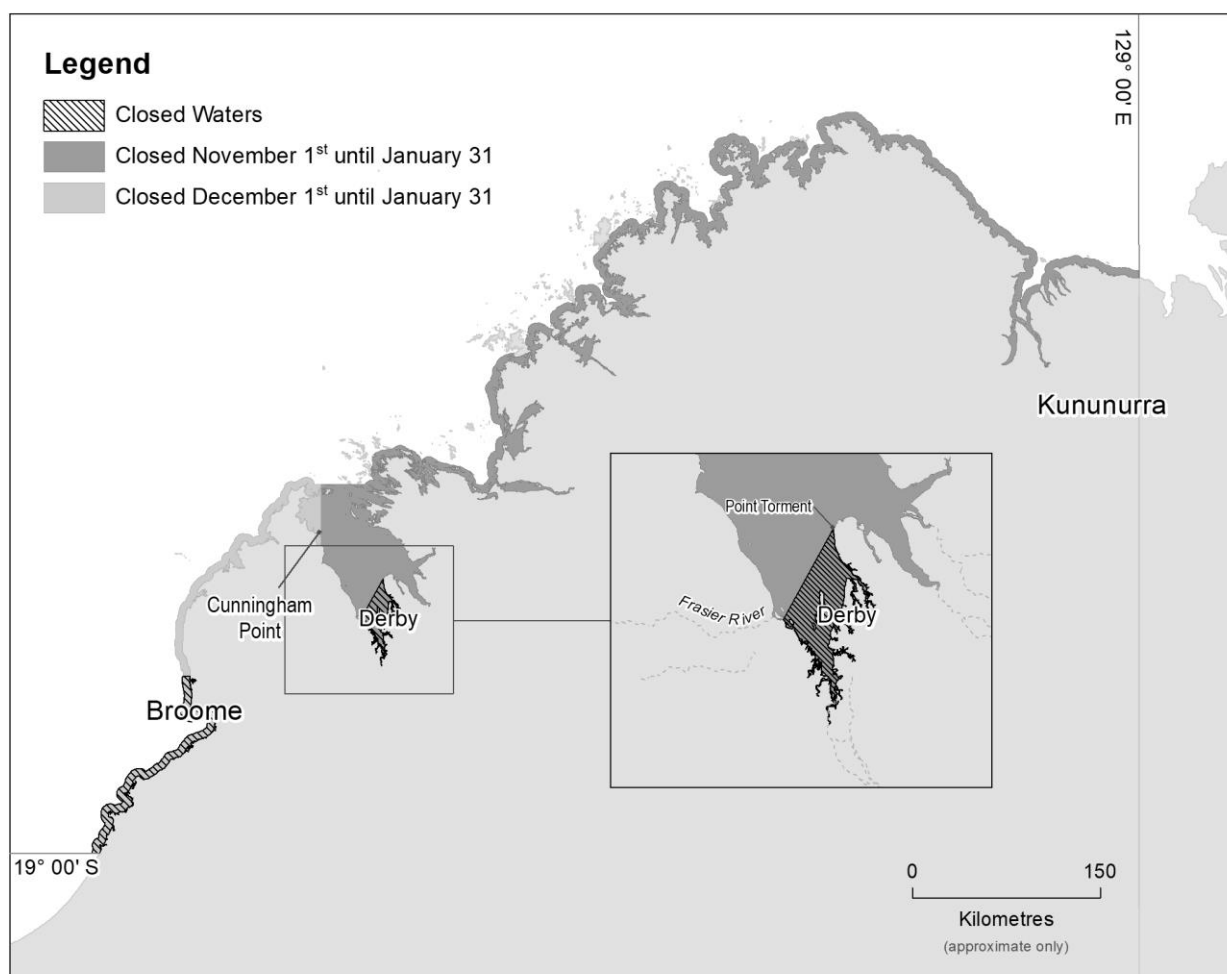 Legend
Closed Waters
Closed November 1st until January 31
Closed December 1st until January 31
129° 00' E
Kununurra
Point Torment
Cunningham
Point
Derby
Frasier River
Derby
Broome
19° 00' S
0 150
Kilometres
(approximate only)